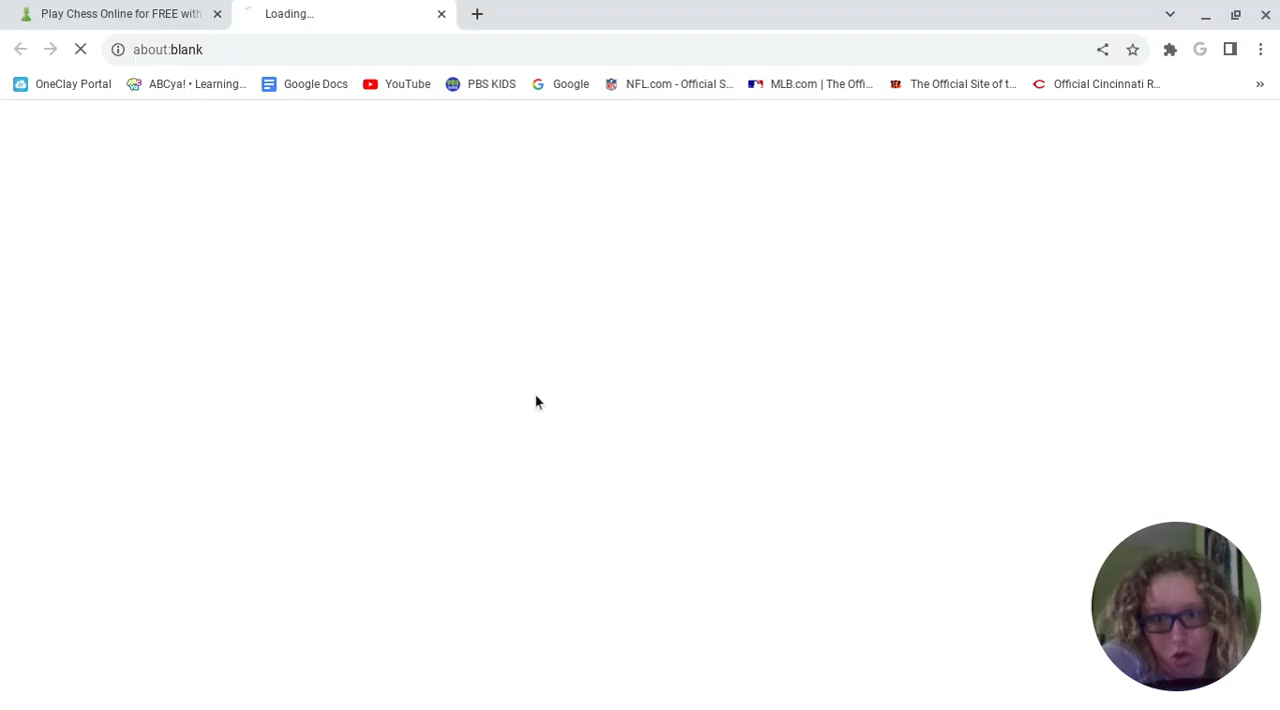 Play Chess Online for FREE with
Loading…
about:blank
OneClay Portal
ABCya! • Learning…
Google Docs
YouTube
PBS KIDS
Google
NFL.com - Official S…
MLB.com | The Offi…
The Official Site of t…
Official Cincinnati R…